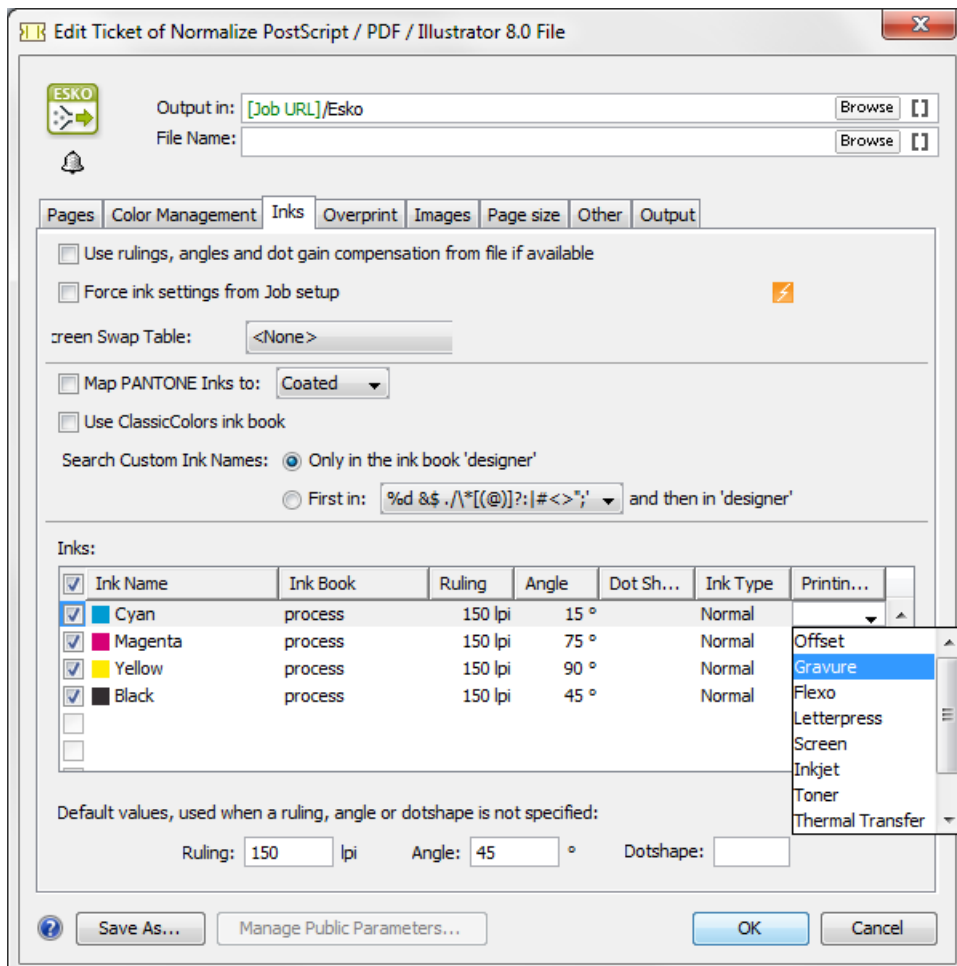 Edit Ticket of Normalize PostScript / PDF / Illustrator 8.0 File
ESKO
Output in: [Job URL]/Esko Browse []
File Name: Browse []
Pages Color Management Inks Overprint Images Page size Other Output
Use rulings, angles and dot gain compensation from file if available
Force ink settings from Job setup
creen Swap Table: <None>
Map PANTONE Inks to: Coated
Use ClassicColors ink book
Search Custom Ink Names: Only in the ink book 'designer'
First in: %d &$ ./\*[(@)]?:|#<>";' and then in 'designer'
Inks:
Ink Name Ink Book Ruling Angle Dot Sh... Ink Type Printin...
Cyan process 150 lpi 15 ° Normal
Magenta process 150 lpi 75 ° Normal
Yellow process 150 lpi 90 ° Normal
Black process 150 lpi 45 ° Normal
Offset
Gravure
Flexo
Letterpress
Screen
Inkjet
Toner
Thermal Transfer
Default values, used when a ruling, angle or dotshape is not specified:
Ruling: 150 lpi Angle: 45 ° Dotshape:
? Save As... Manage Public Parameters... OK Cancel